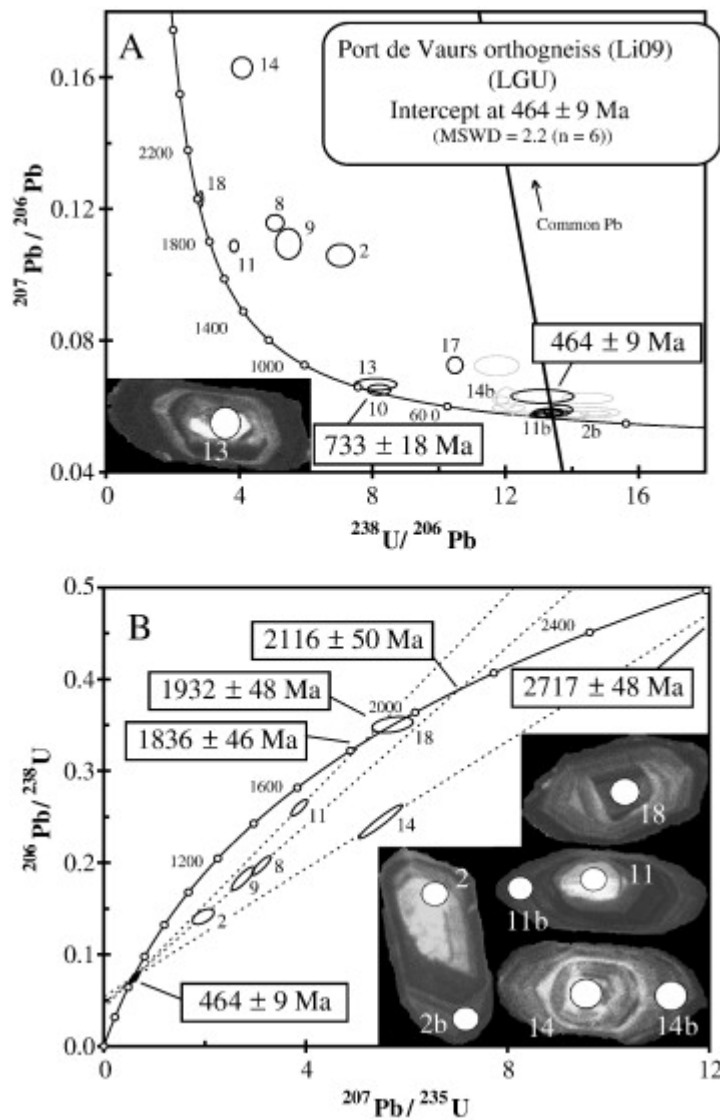 A
Port de Vaurs orthogneiss (Li09)
(LGU)
Intercept at 464 ± 9 Ma
(MSWD = 2.2 (n = 6))
0.16
0.12
0.08
0.04
207Pb/ 206Pb
14
2200
18
8
9
2
1800
11
Common Pb
1400
1000
17
464 ± 9 Ma
13
14b
10
60 0
11b
2b
733 ± 18 Ma
13
0
4
8
12
16
238U/ 206Pb
B
0.5
0.4
0.3
0.2
0.1
0.0
206Pb/ 238U
2116 ± 50 Ma
2400
1932 ± 48 Ma
2717 ± 48 Ma
2000
1836 ± 46 Ma
18
1600
11
14
1200
8
9
2
464 ± 9 Ma
18
2
11
11b
2b
14
14b
0
4
8
12
207Pb/ 235U